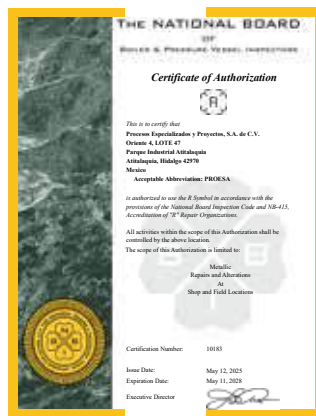 THE NATIONAL BOARD
OF
BOILER & PRESSURE VESSEL INSPECTORS
Certificate of Authorization
R
This is to certify that
Procesos Especializados y Proyectos, S.A. de C.V.
Oriente 4, LOTE 47
Parque Industrial Atitalaquia
Atitalaquia, Hidalgo 42970
Mexico
Acceptable Abbreviation: PROESA
is authorized to use the R Symbol in accordance with the
provisions of the National Board Inspection Code and NB-415,
Accreditation of "R" Repair Organizations.
All activities within the scope of this Authorization shall be
controlled by the above location.
The scope of this Authorization is limited to:
Metallic
Repairs and Alterations
At
Shop and Field Locations
Certification Number: 10183
Issue Date: May 12, 2025
Expiration Date: May 11, 2028
Executive Director